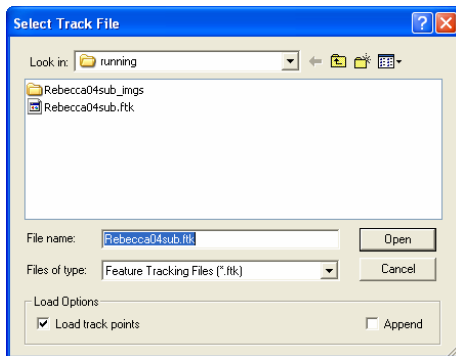 Select Track File
Look in: running
Rebecca04sub_imgs
Rebecca04sub.ftk
File name: Rebecca04sub.ftk Open
Files of type: Feature Tracking Files (*.ftk) Cancel
Load Options
Load track points Append